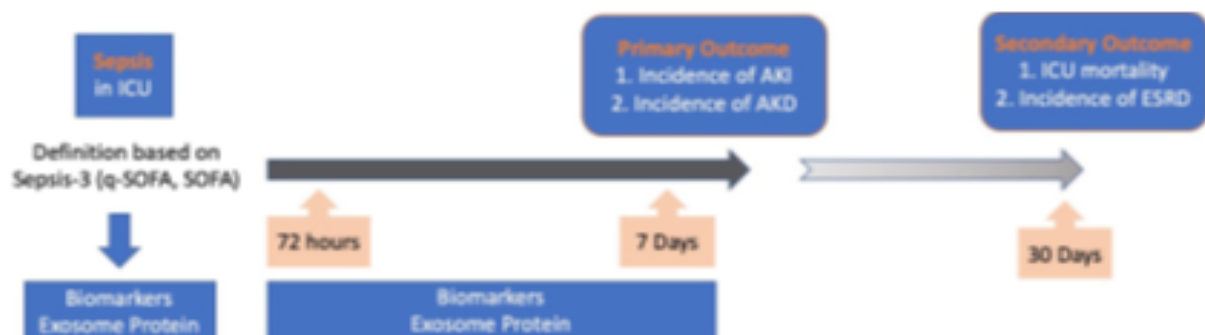 Sepsis
in ICU
Definition based on
Sepsis-3 (q-SOFA, SOFA)
Biomarkers
Exosome Protein
72 hours
7 Days
Biomarkers
Exosome Protein
Primary Outcome
1. Incidence of AKI
2. Incidence of AKD
Secondary Outcome
1. ICU mortality
2. Incidence of ESRD
30 Days